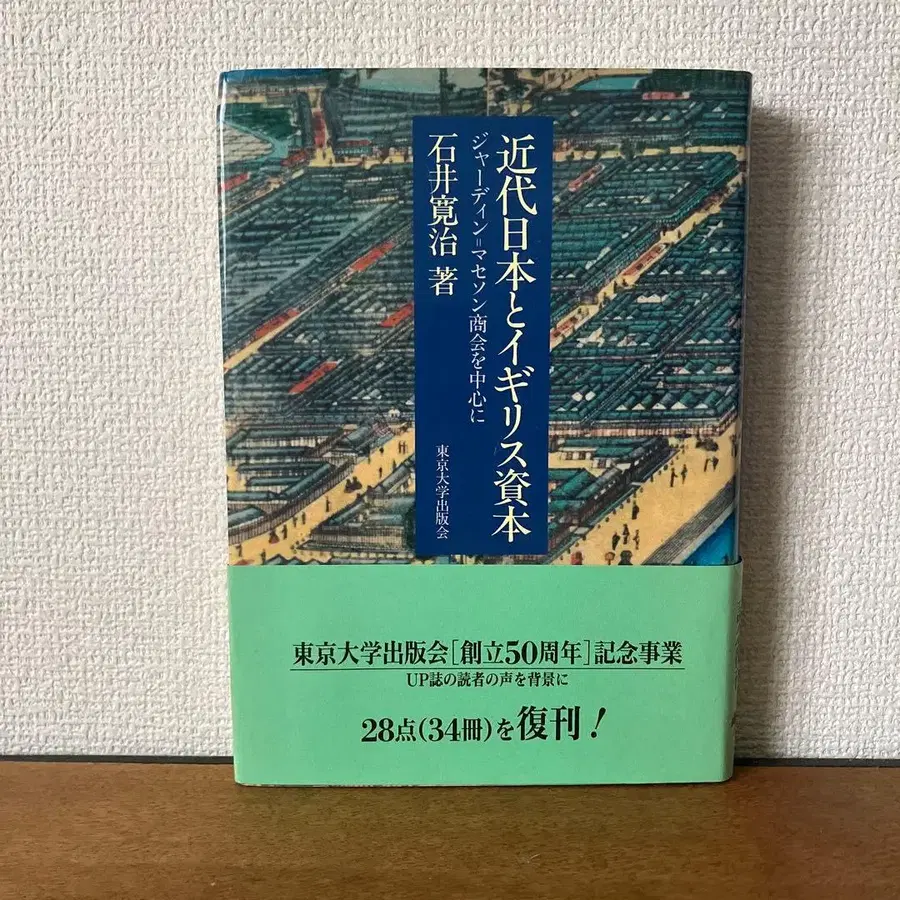 近代日本とイギリス資本
ジャーディン=マセソン商会を中心に
石井寛治 著
東京大学出版会
東京大学出版会[創立50周年]記念事業
UP誌の読者の声を背景に
28点(34冊)を復刊!